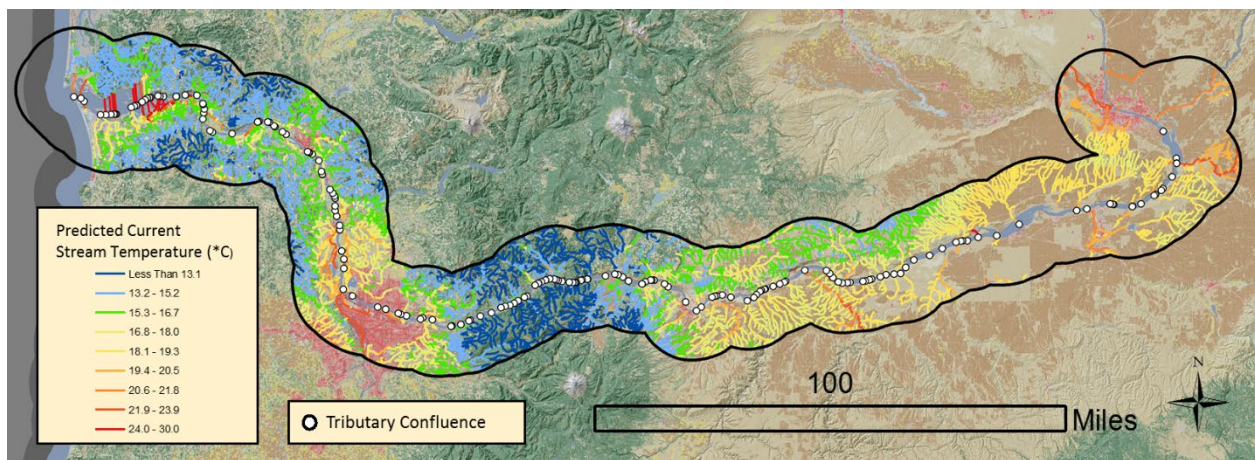 Predicted Current
Stream Temperature (*C)
Less Than 13.1
13.2 - 15.2
15.3 - 16.7
16.8 - 18.0
18.1 - 19.3
19.4 - 20.5
20.6 - 21.8
21.9 - 23.9
24.0 - 30.0
Tributary Confluence
100
Miles
N